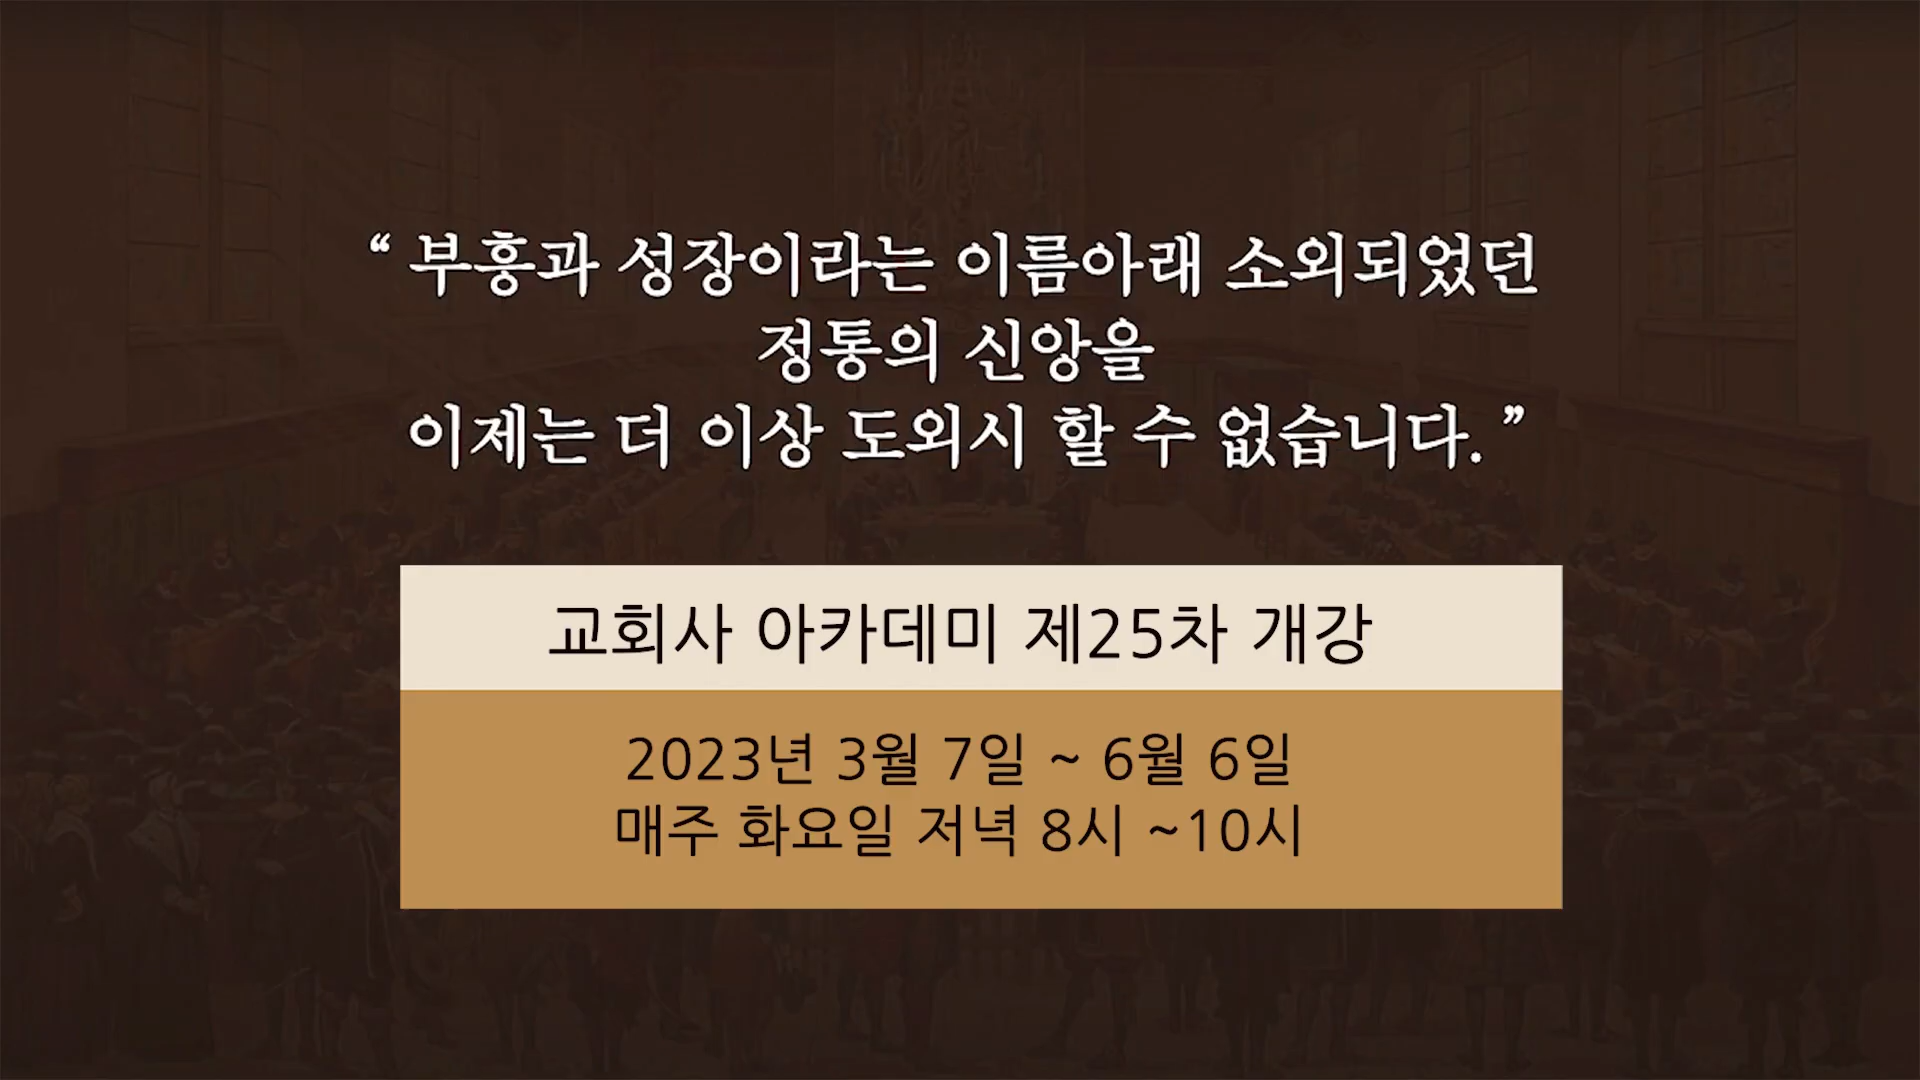 “ 부흥과 성장이라는 이름아래 소외되었던
정통의 신앙을
이제는 더 이상 도외시 할 수 없습니다. ”
교회사 아카데미 제25차 개강
2023년 3월 7일 ~ 6월 6일
매주 화요일 저녁 8시 ~10시